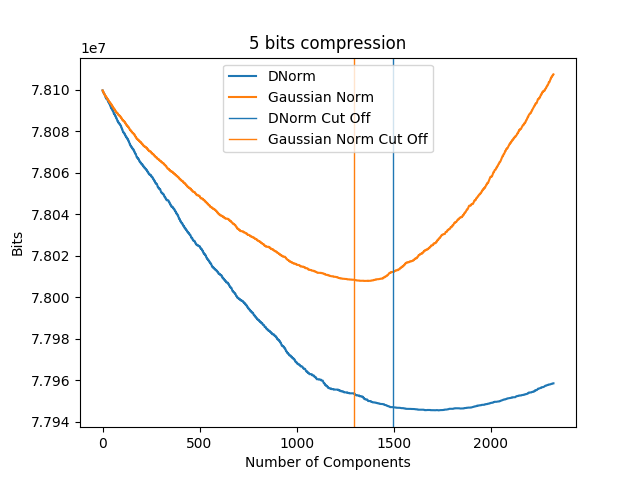 5 bits compression
1e7
7.810
7.808
7.806
7.804
7.802
7.800
7.798
7.796
7.794
Bits
DNorm
Gaussian Norm
DNorm Cut Off
Gaussian Norm Cut Off
0 500 1000 1500 2000
Number of Components